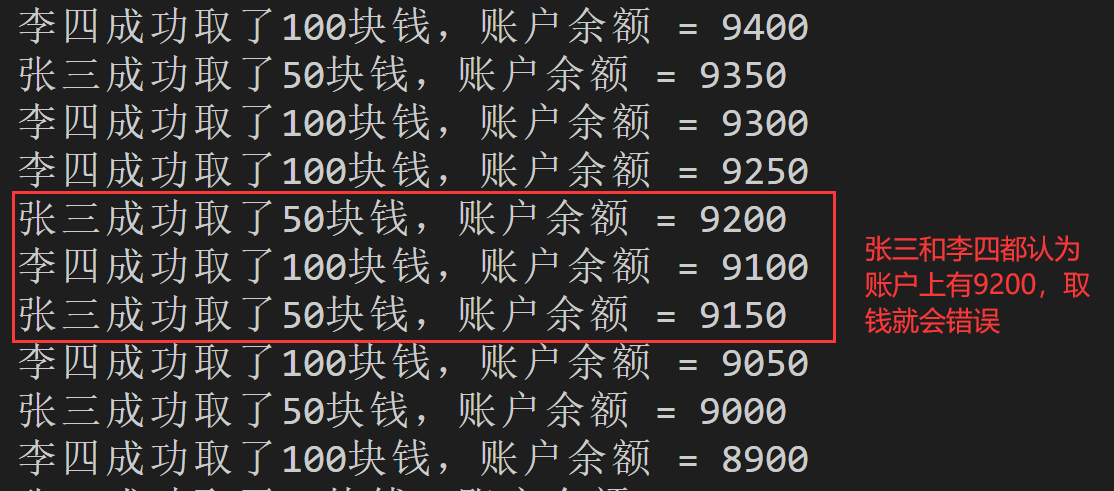 李四成功取了100块钱，账户余额 = 9400
张三成功取了50块钱，账户余额 = 9350
李四成功取了100块钱，账户余额 = 9300
李四成功取了100块钱，账户余额 = 9250
张三成功取了50块钱，账户余额 = 9200
李四成功取了100块钱，账户余额 = 9100
张三成功取了50块钱，账户余额 = 9150
李四成功取了100块钱，账户余额 = 9050
张三成功取了50块钱，账户余额 = 9000
李四成功取了100块钱，账户余额 = 8900
张三和李四都认为
账户上有9200，取
钱就会错误